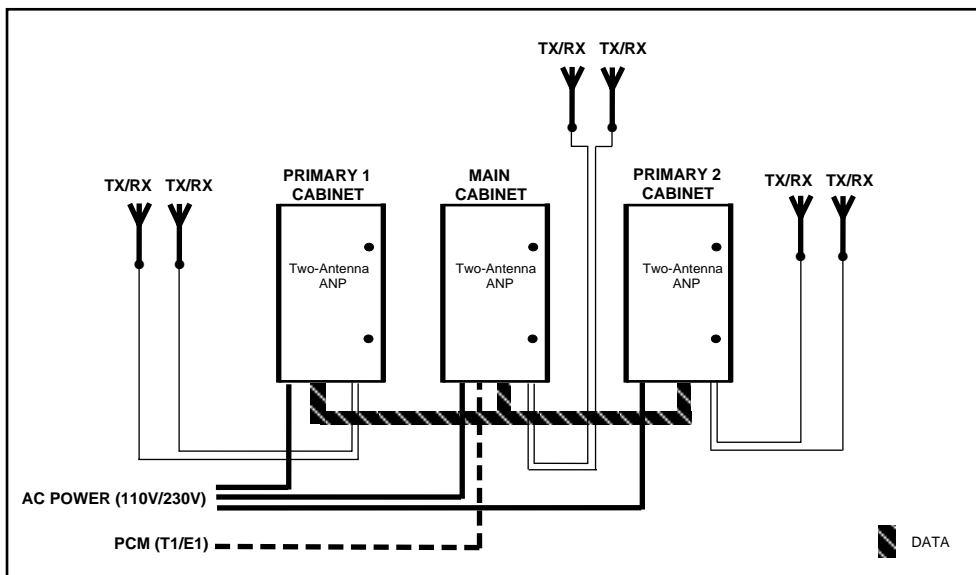 TX/RX TX/RX
PRIMARY 1
CABINET
MAIN
CABINET
PRIMARY 2
CABINET
TX/RX TX/RX
TX/RX TX/RX
Two-Antenna
ANP
Two-Antenna
ANP
Two-Antenna
ANP
AC POWER (110V/230V)
PCM (T1/E1)
DATA